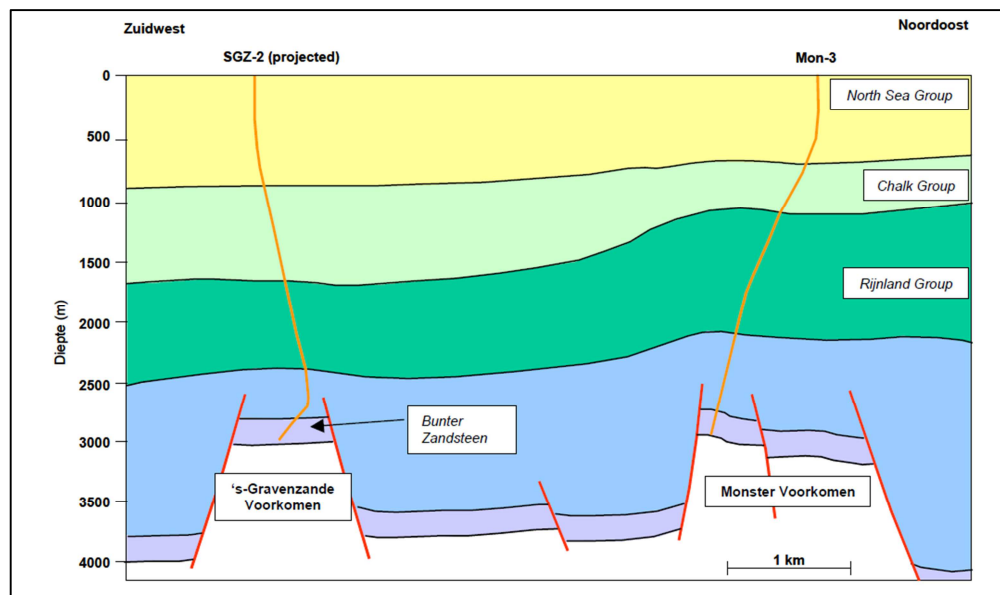 Zuidwest
Noordoost
SGZ-2 (projected)
Mon-3
0
500
1000
1500
2000
2500
3000
3500
4000
Diepte (m)
North Sea Group
Chalk Group
Rijnland Group
Bunter
Zandsteen
‘s-Gravenzande
Voorkomen
Monster Voorkomen
1 km